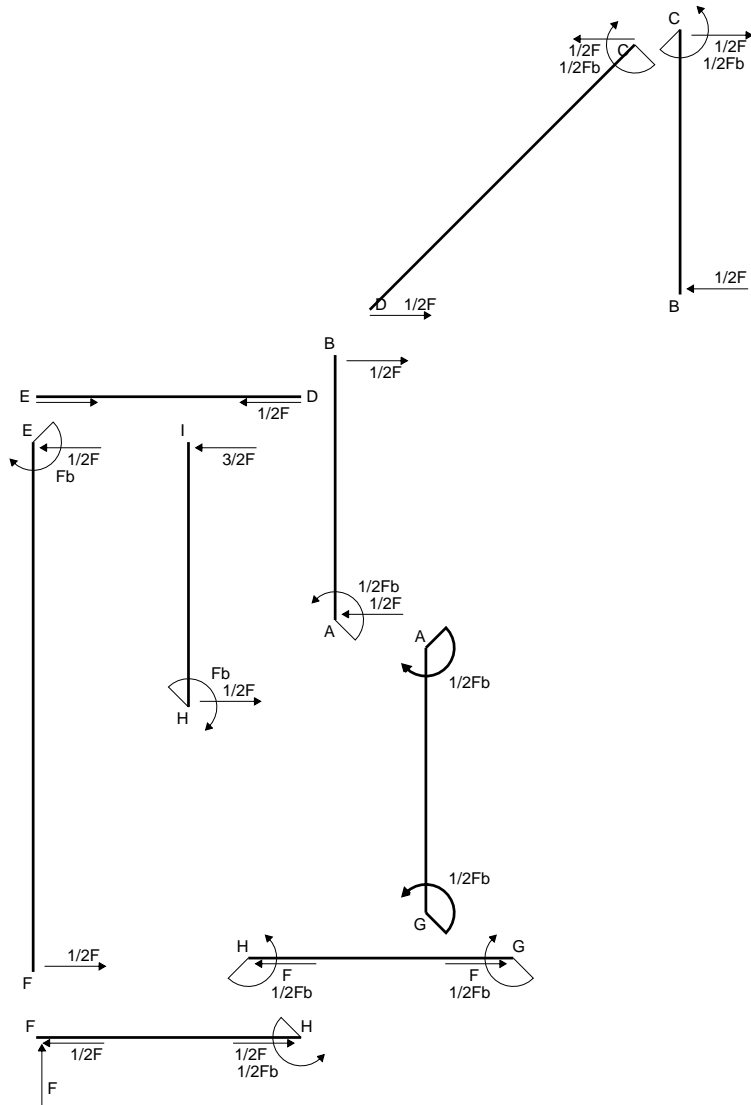 C
1/2F
1/2Fb
C
1/2F
1/2Fb
D 1/2F
1/2F
B
B
1/2F
E D
1/2F
E
1/2F
Fb
I
3/2F
1/2Fb
1/2F
A
A
1/2Fb
Fb
1/2F
H
1/2Fb
G
F
1/2F
H G
F F
1/2Fb 1/2Fb
F H
1/2F 1/2F
1/2Fb
F